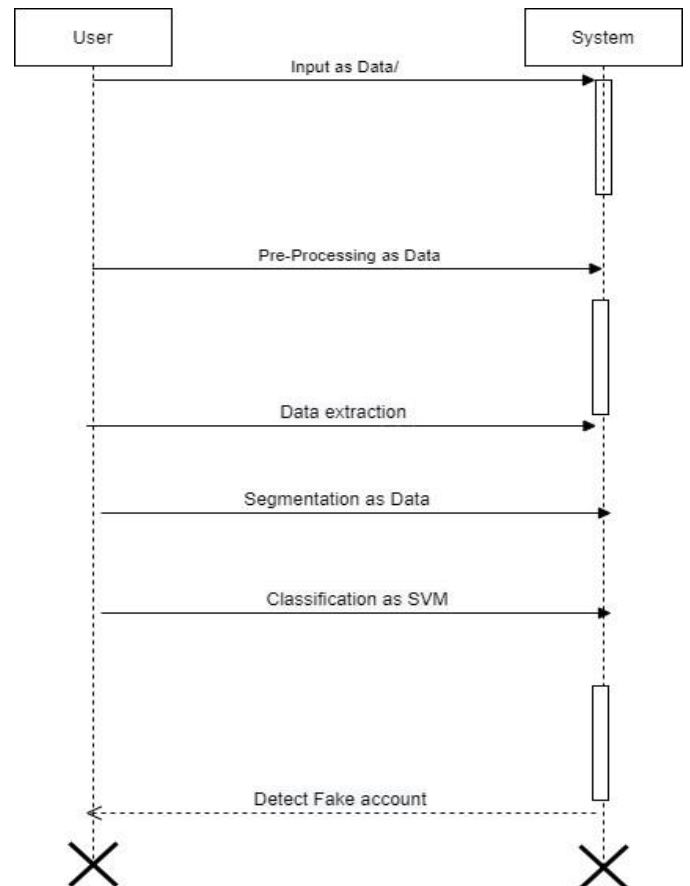 User
System
Input as Data/
Pre-Processing as Data
Data extraction
Segmentation as Data
Classification as SVM
Detect Fake account